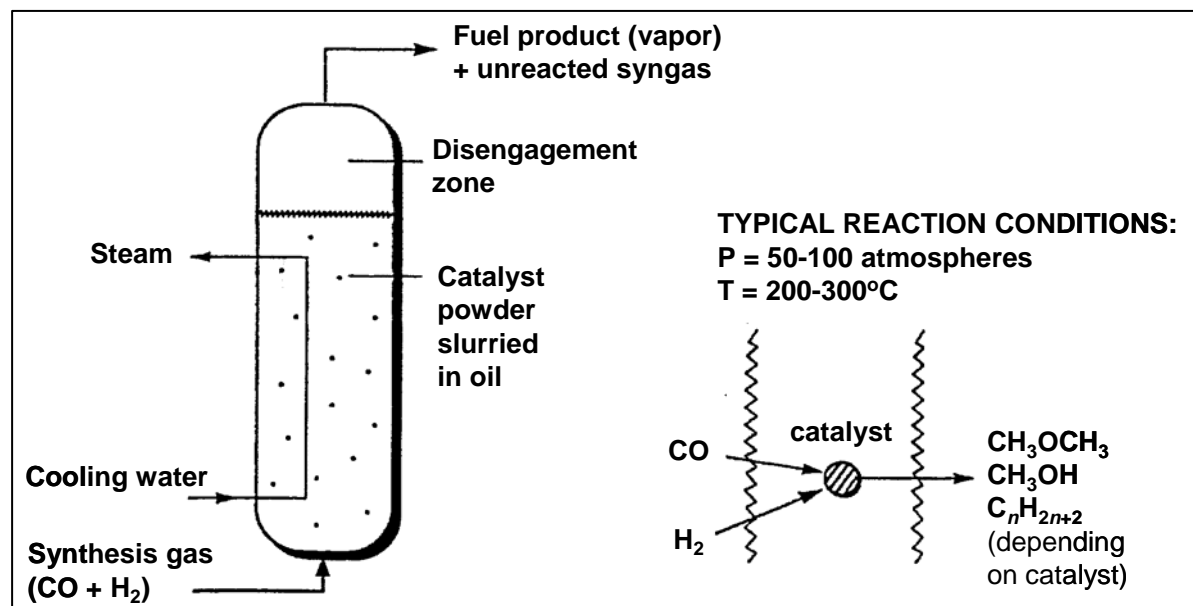 Fuel product (vapor)
+ unreacted syngas
Disengagement
zone
Steam
Catalyst
powder
slurried
in oil
Cooling water
Synthesis gas
(CO + H₂)
TYPICAL REACTION CONDITIONS:
P = 50-100 atmospheres
T = 200-300°C
catalyst
CO
H₂
CH₃OCH₃
CH₃OH
CₙH₂ₙ₊₂
(depending
on catalyst)